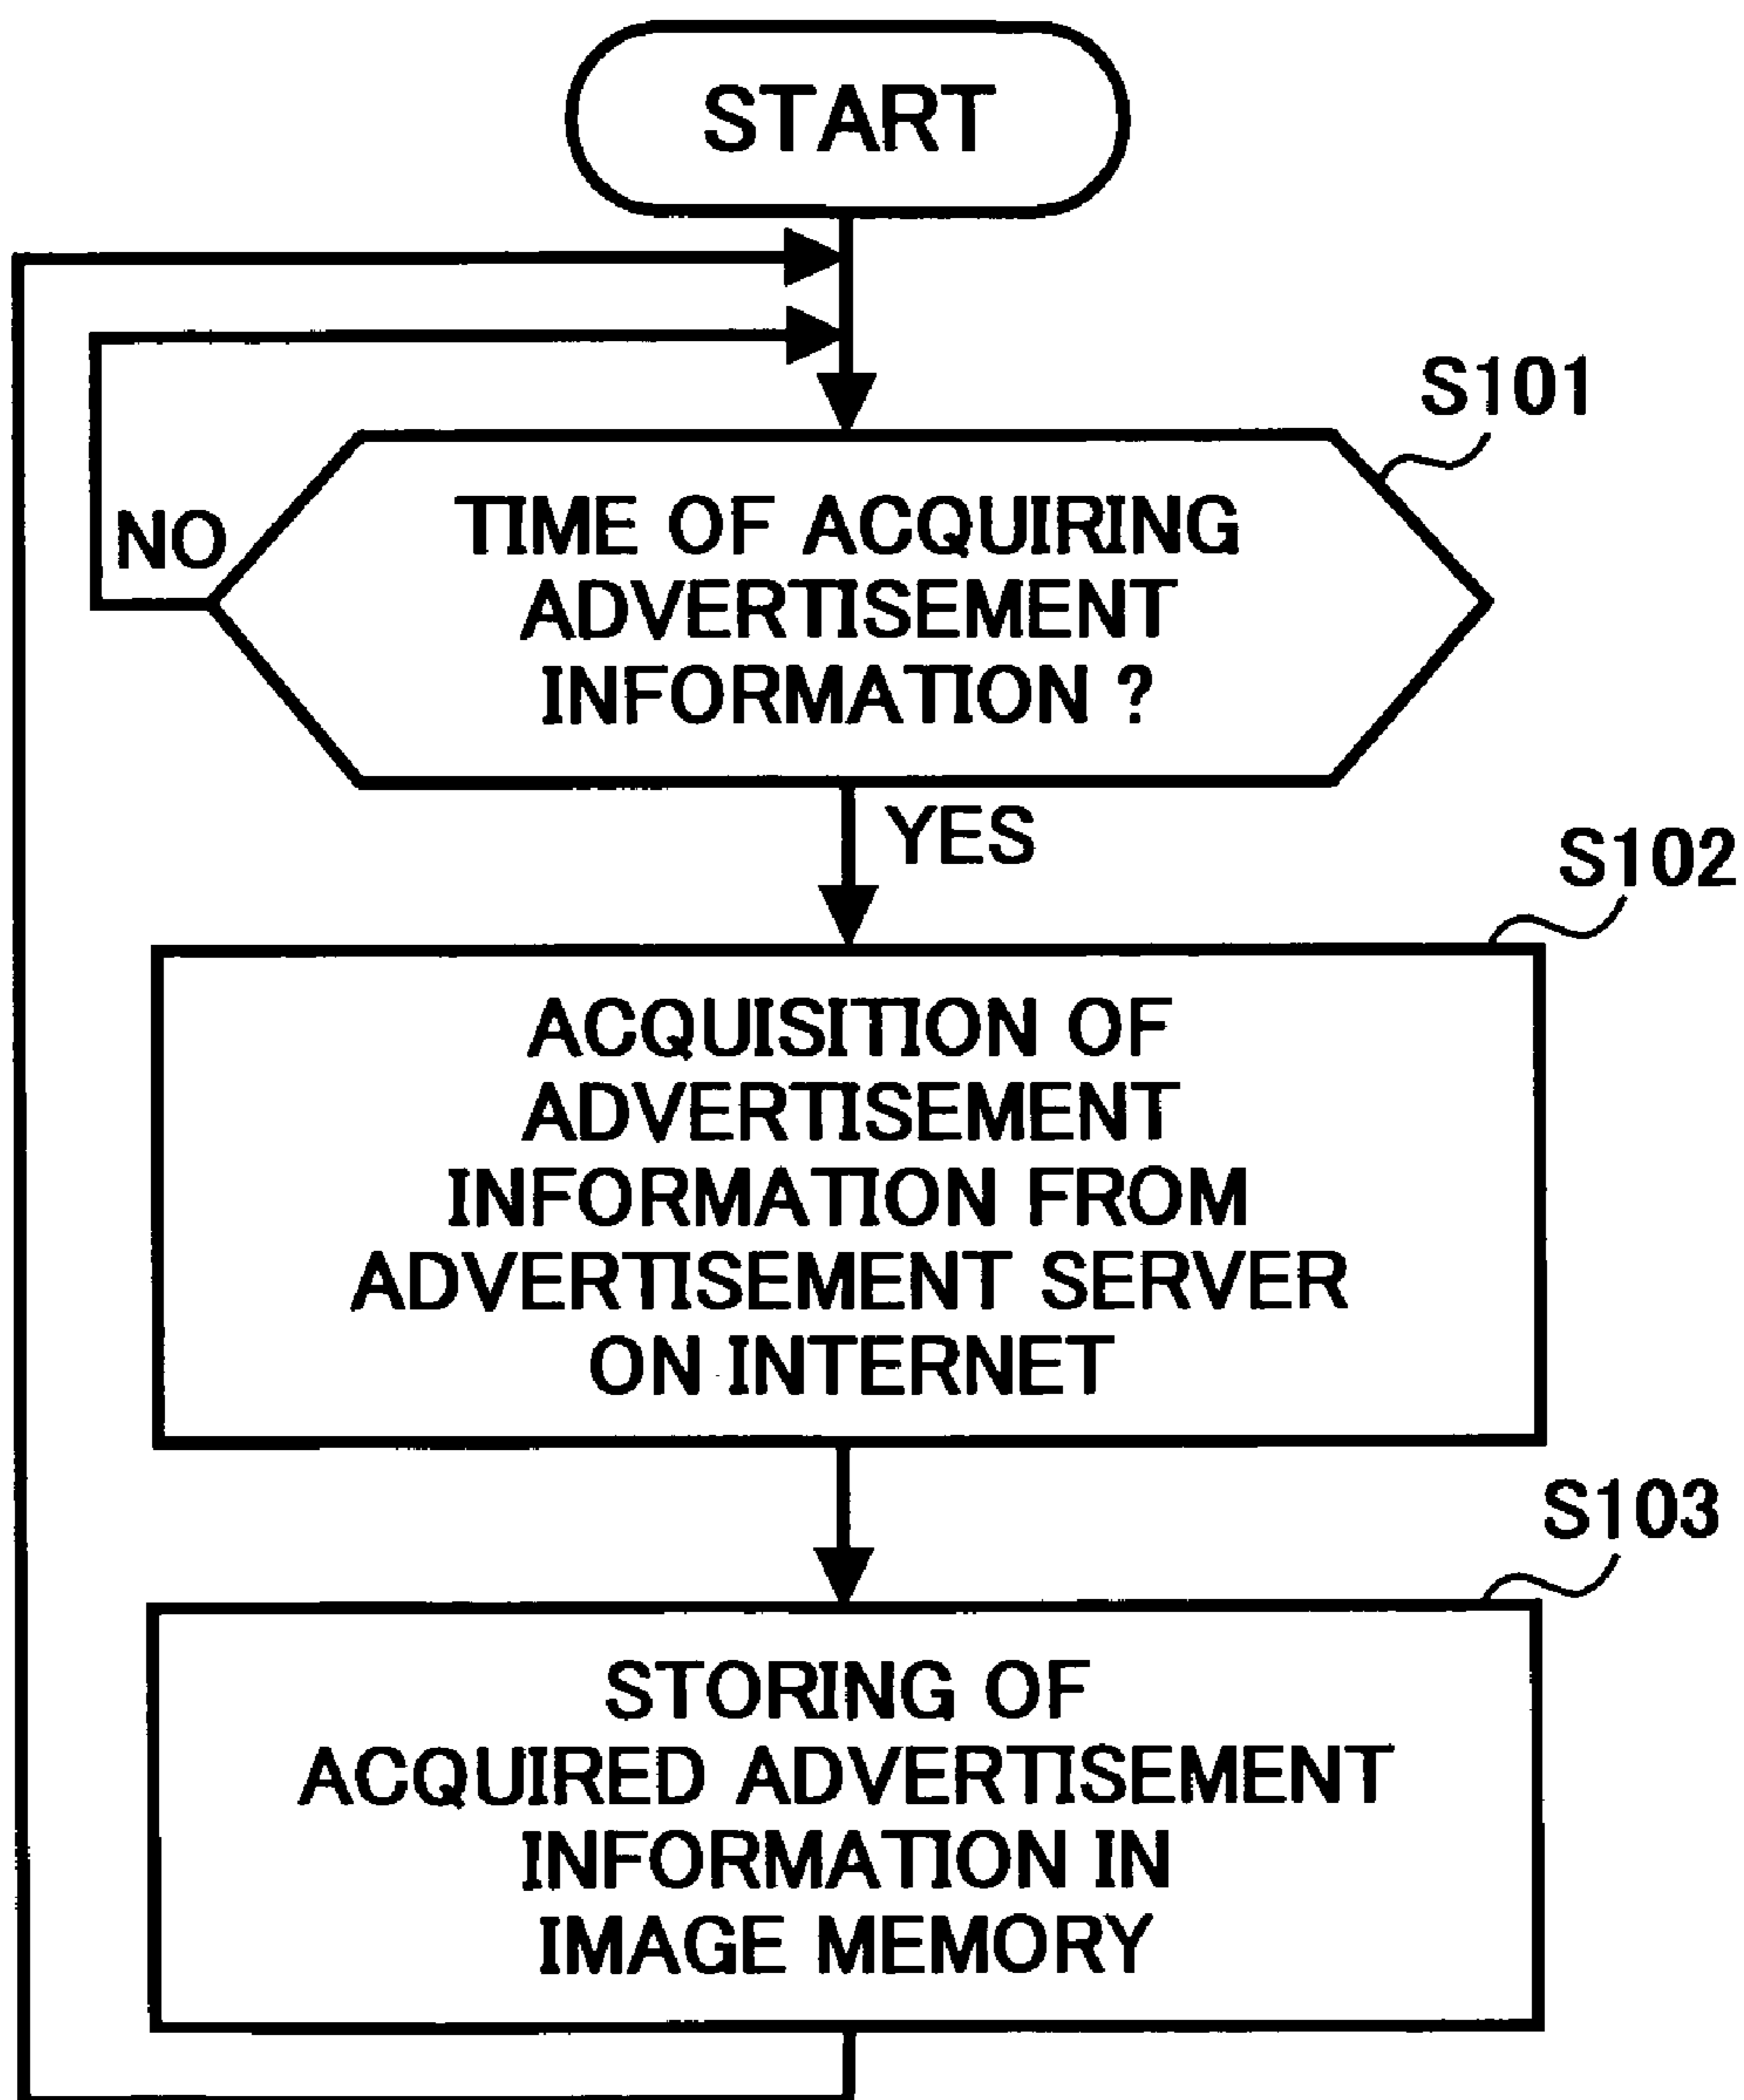 START
S101
NO
TIME OF ACQUIRING
ADVERTISEMENT
INFORMATION ?
YES
S102
ACQUISITION OF
ADVERTISEMENT
INFORMATION FROM
ADVERTISEMENT SERVER
ON INTERNET
S103
STORING OF
ACQUIRED ADVERTISEMENT
INFORMATION IN
IMAGE MEMORY